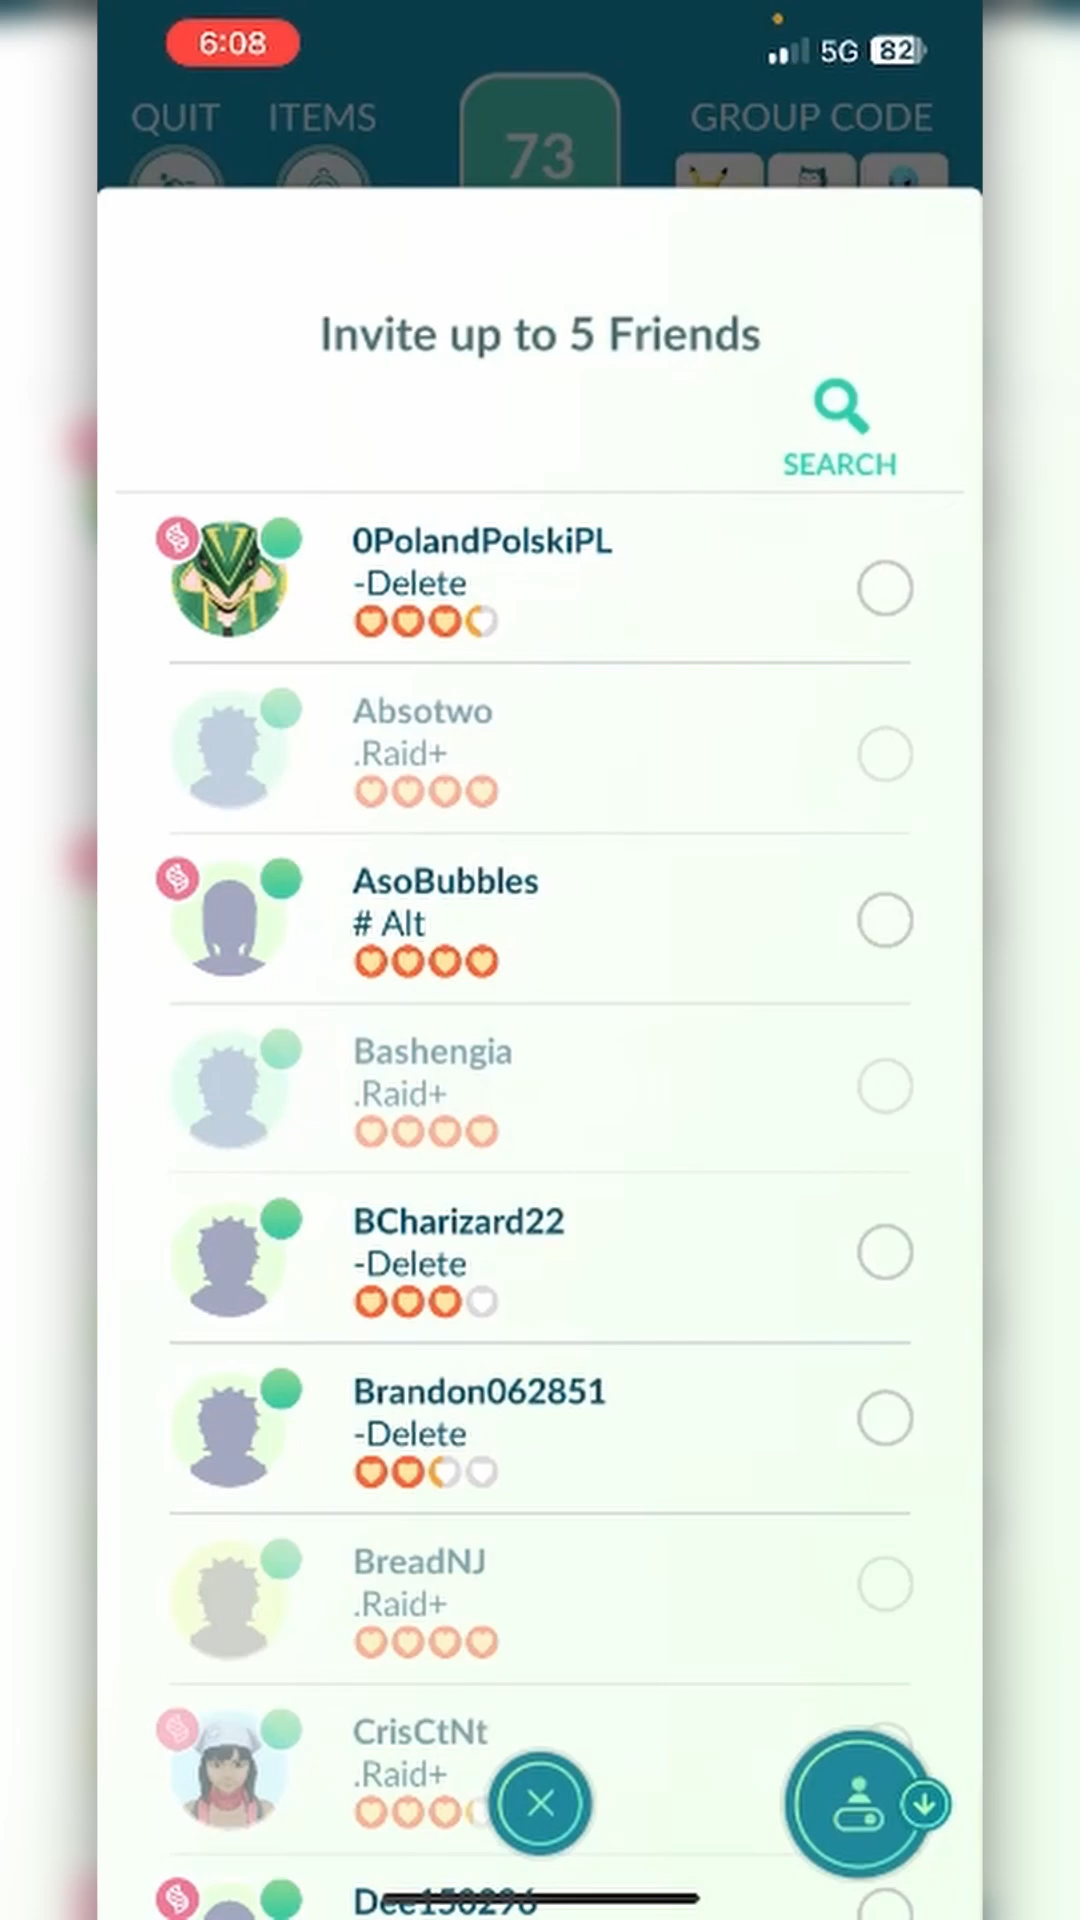 6:08
5G 82
QUIT ITEMS 73 GROUP CODE
Invite up to 5 Friends
SEARCH
0PolandPolskiPL
-Delete
Absotwo
.Raid+
AsoBubbles
# Alt
Bashengia
.Raid+
BCharizard22
-Delete
Brandon062851
-Delete
BreadNJ
.Raid+
CrisCtNt
.Raid+
Dee150296